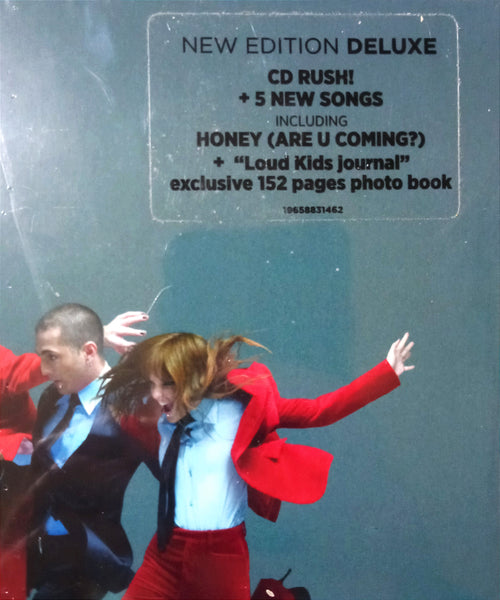 NEW EDITION DELUXE
CD RUSH!
+ 5 NEW SONGS
INCLUDING
HONEY (ARE U COMING?)
+ “Loud Kids journal”
exclusive 152 pages photo book
19658831462